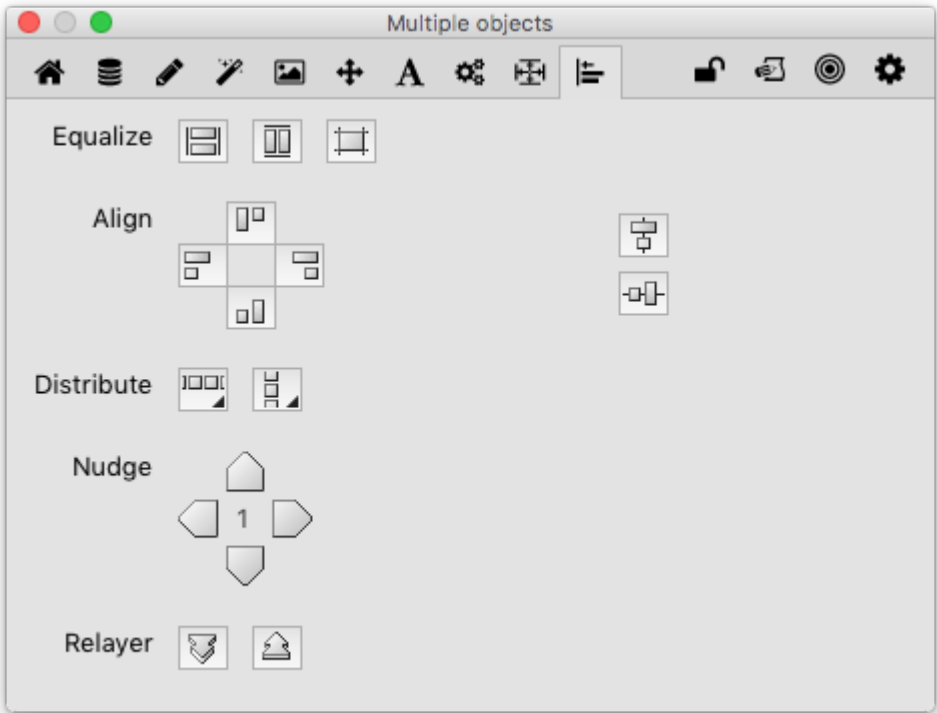 Multiple objects
Equalize
Align
Distribute
Nudge
1
Relayer